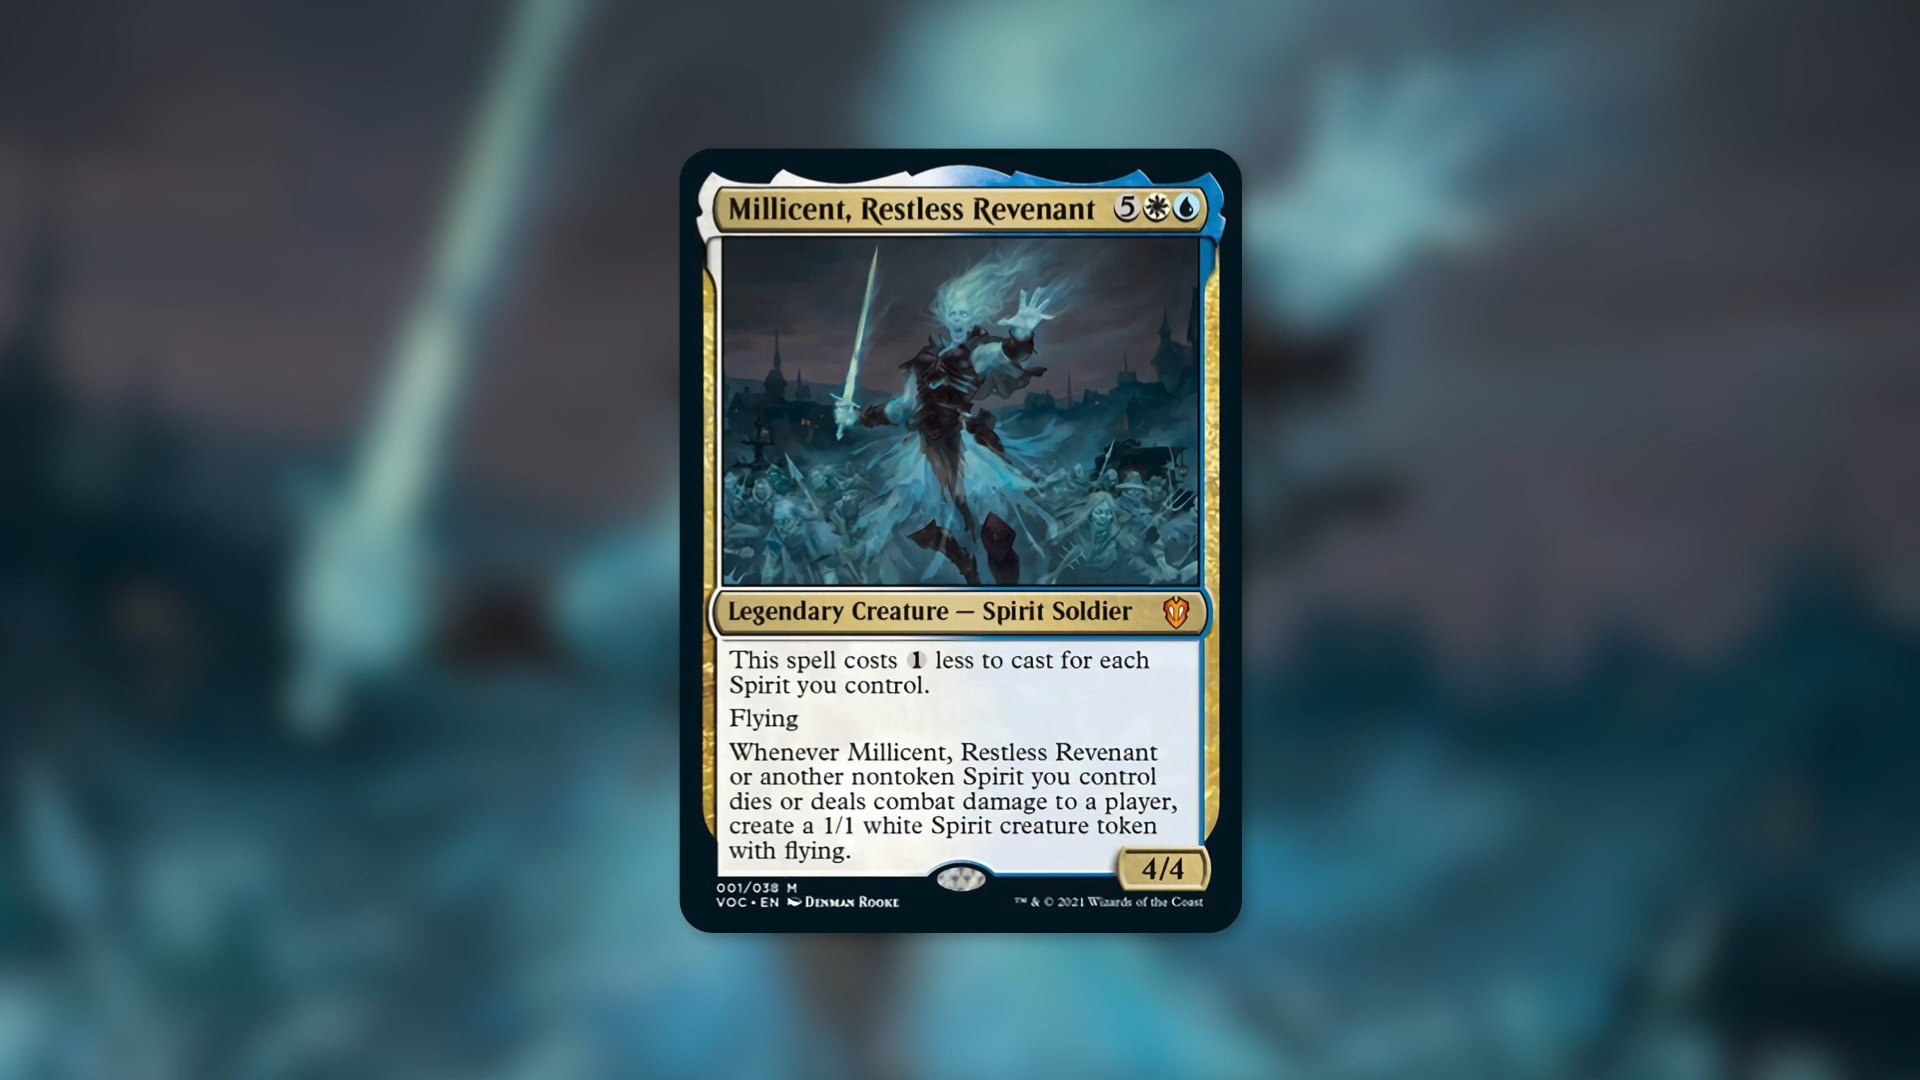 Millicent, Restless Revenant 5
Legendary Creature — Spirit Soldier
This spell costs 1 less to cast for each
Spirit you control.
Flying
Whenever Millicent, Restless Revenant
or another nontoken Spirit you control
dies or deals combat damage to a player,
create a 1/1 white Spirit creature token
with flying.
4/4
001/038 M
VOC • EN Denman Rooke
™ & © 2021 Wizards of the Coast